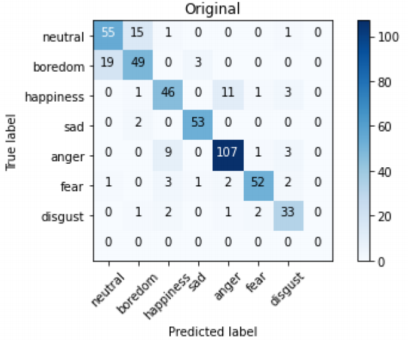 Original
neutral 55 15 1 0 0 0 1 0
boredom 19 49 0 3 0 0 0 0
happiness 0 1 46 0 11 1 3 0
sad 0 2 0 53 0 0 0 0
anger 0 0 9 0 107 1 3 0
fear 1 0 3 1 2 52 2 0
disgust 0 1 2 0 1 2 33 0
0 0 0 0 0 0 0 0
True label
neutral boredom happiness sad anger fear disgust
Predicted label
100
80
60
40
20
0